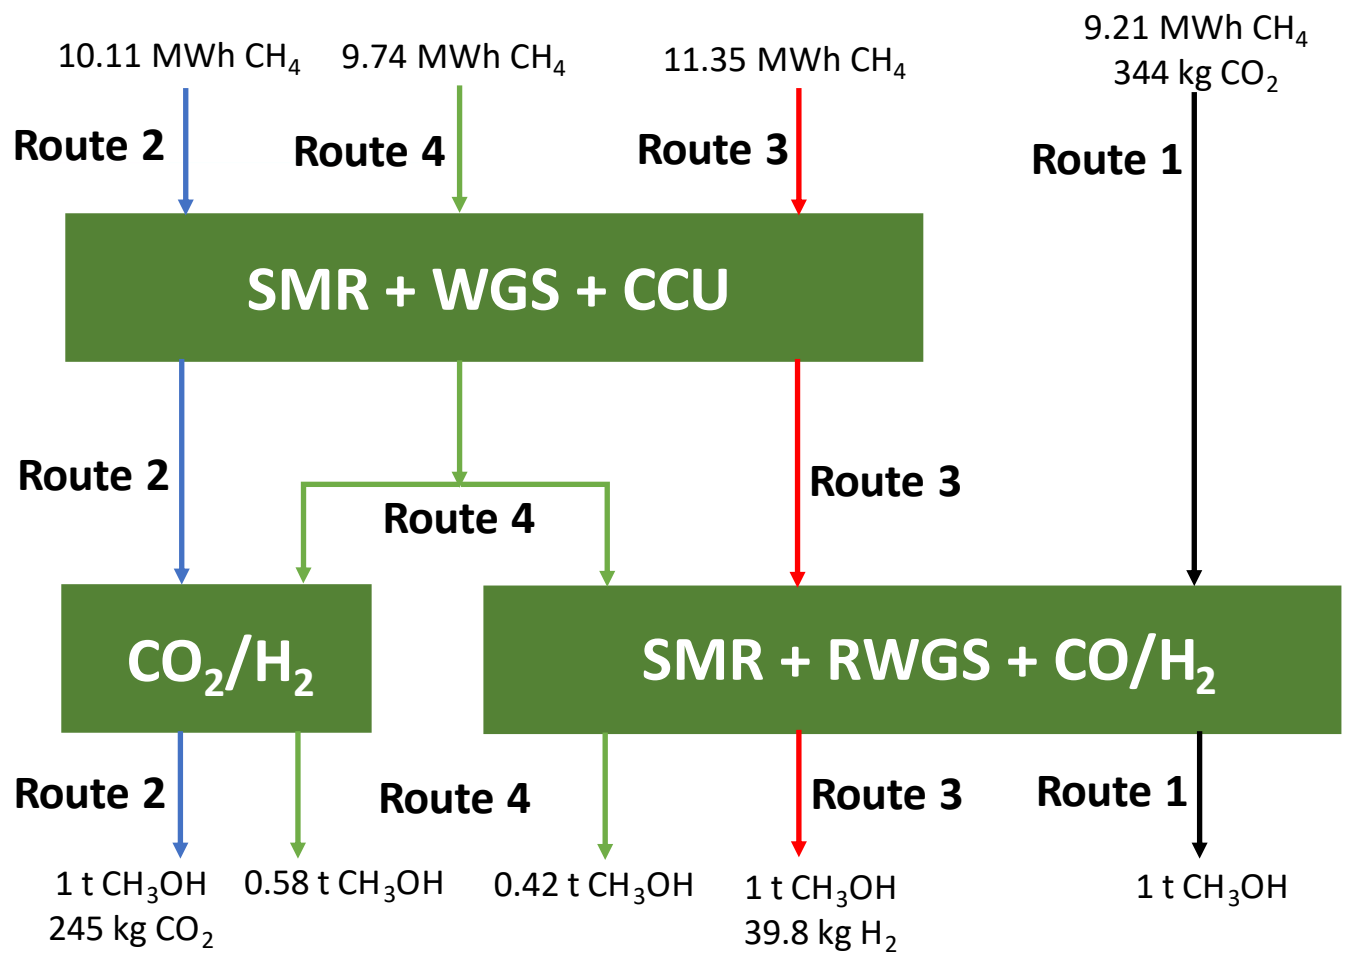 10.11 MWh CH₄
9.74 MWh CH₄
11.35 MWh CH₄
9.21 MWh CH₄
344 kg CO₂
Route 2
Route 4
Route 3
Route 1
SMR + WGS + CCU
Route 2
Route 4
Route 3
CO₂/H₂
SMR + RWGS + CO/H₂
Route 2
Route 4
Route 3
Route 1
1 t CH₃OH
245 kg CO₂
0.58 t CH₃OH
0.42 t CH₃OH
1 t CH₃OH
39.8 kg H₂
1 t CH₃OH